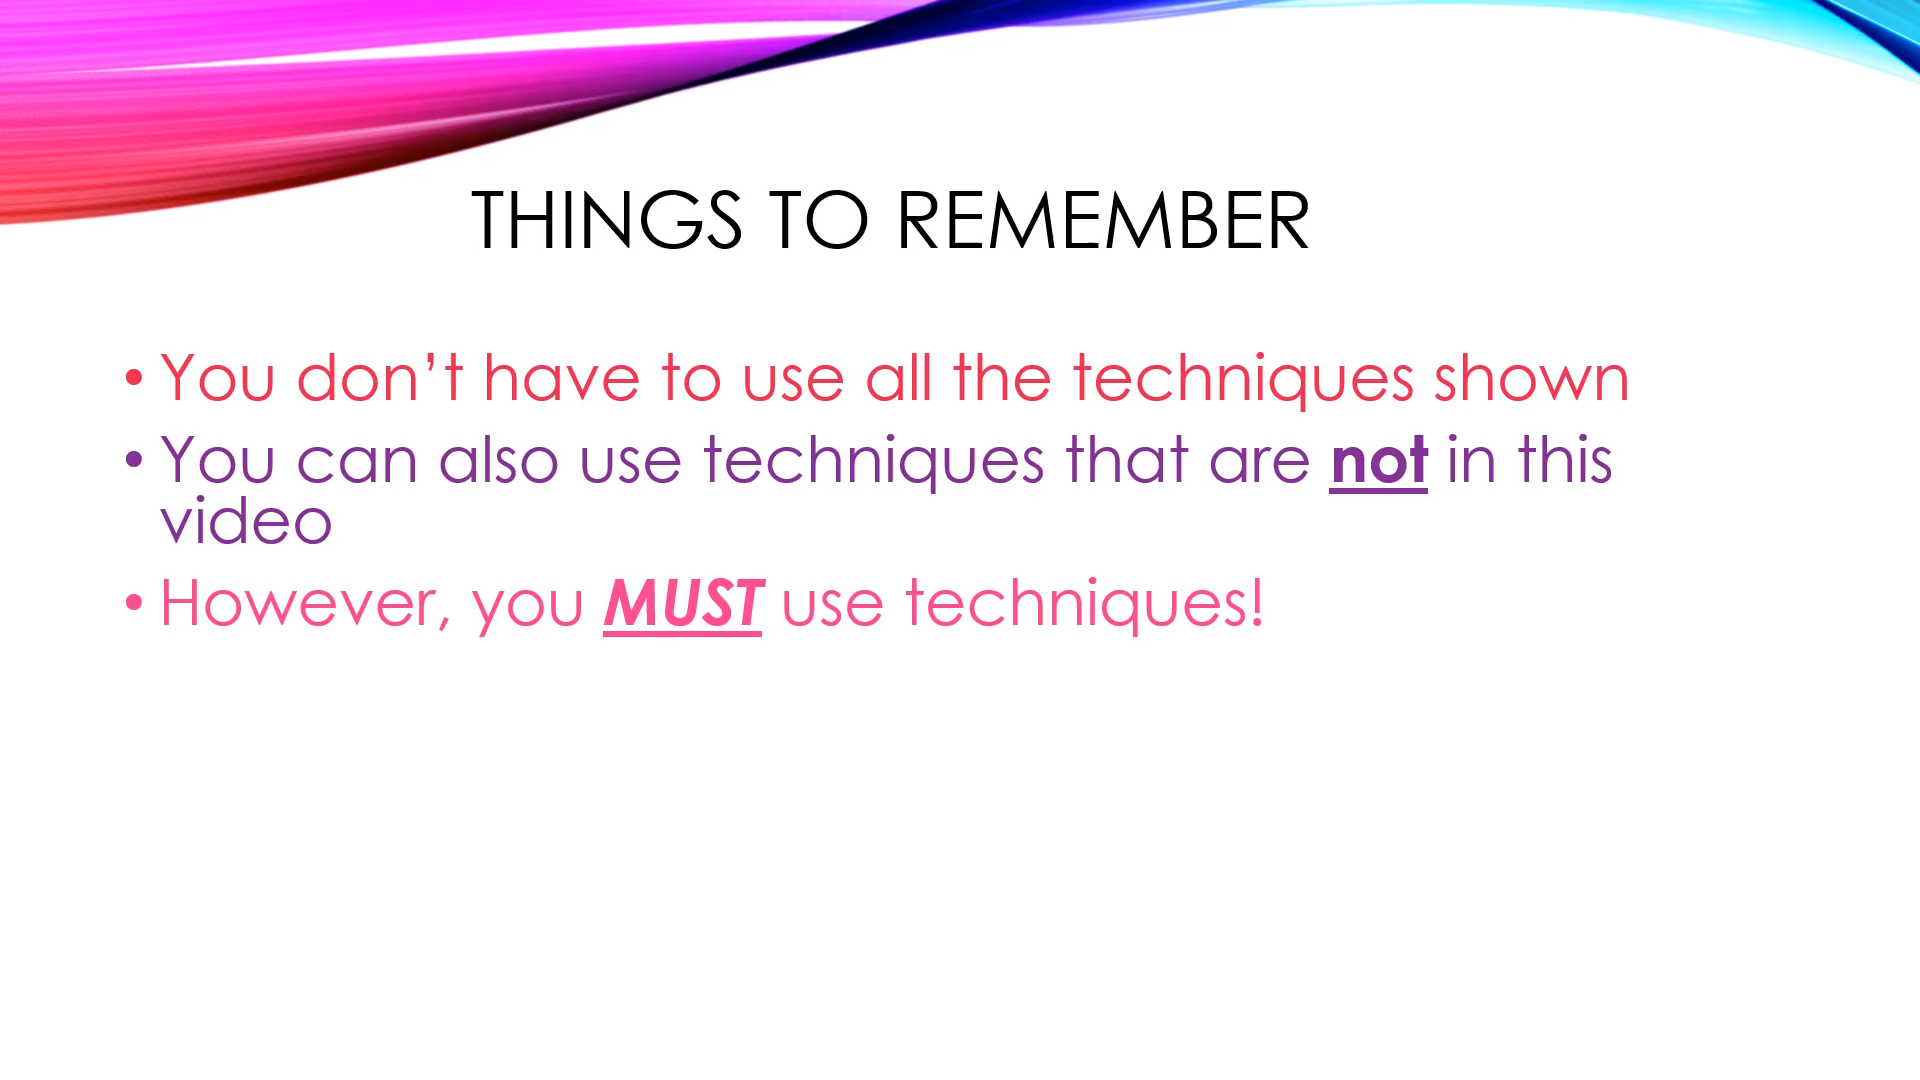 THINGS TO REMEMBER
• You don’t have to use all the techniques shown
• You can also use techniques that are not in this
video
• However, you MUST use techniques!